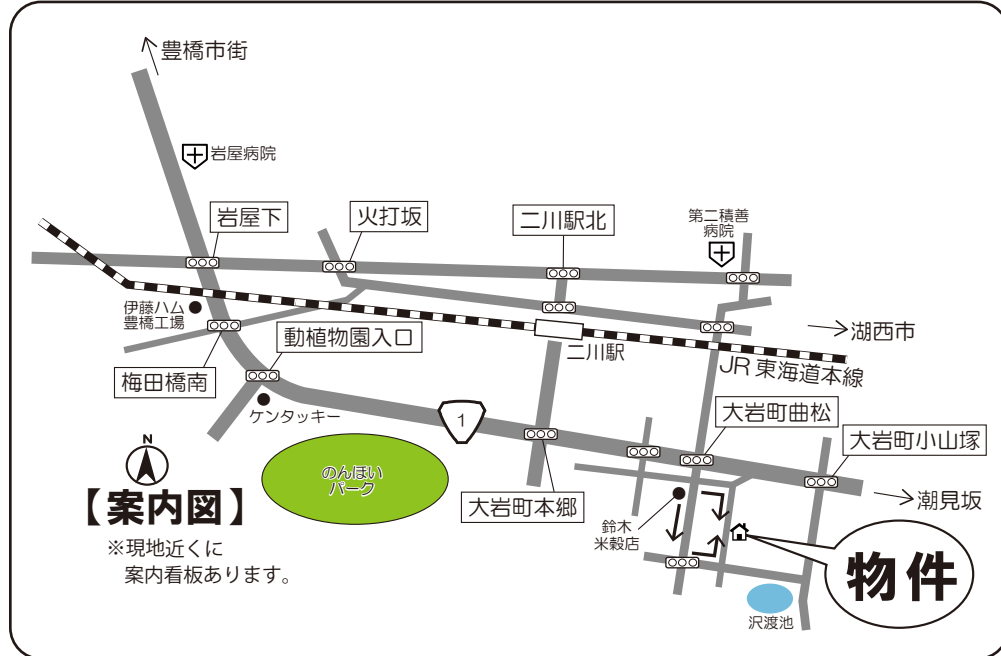 豊橋市街
岩屋病院
岩屋下
火打坂
二川駅北
第二積善
病院
伊藤ハム
豊橋工場
動植物園入口
二川駅
湖西市
JR東海道本線
梅田橋南
ケンタッキー
1
大岩町曲松
大岩町小山塚
N
のんほい
パーク
【案内図】
大岩町本郷
潮見坂
鈴木
米穀店
※現地近くに
案内看板あります。
物件
沢渡池